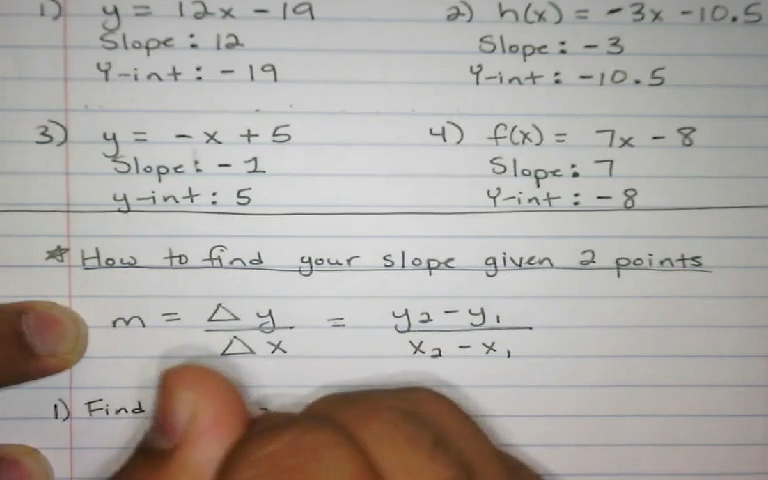 1) y = 12x - 19
Slope: 12
Y-int: -19
2) h(x) = -3x - 10.5
Slope: -3
Y-int: -10.5
3) y = -x + 5
Slope: -1
y-int: 5
4) f(x) = 7x - 8
Slope: 7
Y-int: -8
* How to find your slope given 2 points
m = Δy/Δx = y₂-y₁/x₂-x₁
1) Find